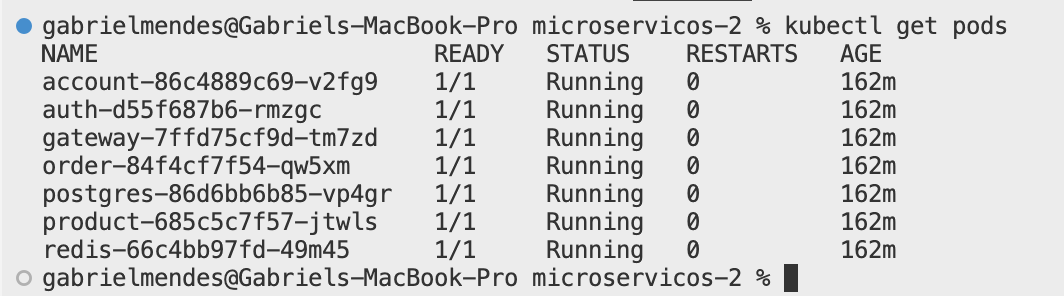 gabrielmendes@Gabriels-MacBook-Pro microservicos-2 % kubectl get pods
NAME READY STATUS RESTARTS AGE
account-86c4889c69-v2fg9 1/1 Running 0 162m
auth-d55f687b6-rmzgc 1/1 Running 0 162m
gateway-7ffd75cf9d-tm7zd 1/1 Running 0 162m
order-84f4cf7f54-qw5xm 1/1 Running 0 162m
postgres-86d6bb6b85-vp4gr 1/1 Running 0 162m
product-685c5c7f57-jtwls 1/1 Running 0 162m
redis-66c4bb97fd-49m45 1/1 Running 0 162m
gabrielmendes@Gabriels-MacBook-Pro microservicos-2 %